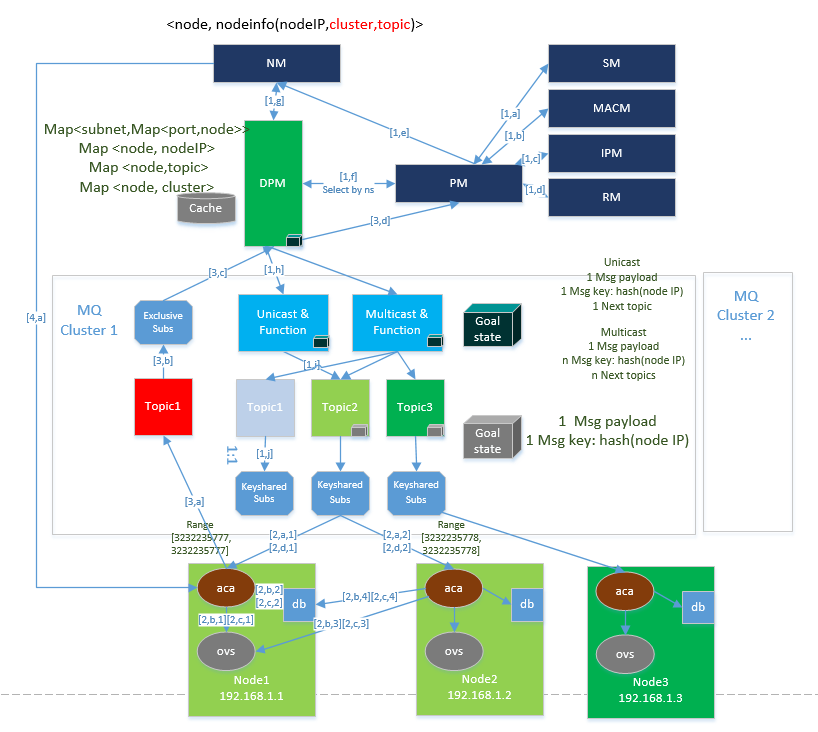 <node, nodeinfo(nodeIP,cluster,topic)>
NM
SM
[1,g]
[1,a]
MACM
Map<subnet,Map<port,node>>
[1,e]
[1,b]
Map <node, nodeIP>
IPM
[1,c]
Map <node,topic>
DPM
[1,f]
PM
Map <node, cluster>
Select by ns
[1,d]
RM
Cache
[3,d]
[3,c]
[1,h]
Unicast
1 Msg payload
1 Msg key: hash(node IP)
1 Next topic
MQ
Cluster 1
MQ
Cluster 2
...
Exclusive
Subs
Unicast &
Function
Multicast &
Function
Goal
state
[4,a]
Multicast
1 Msg payload
n Msg key: hash(node IP)
n Next topics
[3,b]
[1,i]
Topic1
Topic1
Topic2
Topic3
1 Msg payload
1 Msg key: hash(node IP)
Goal
state
1:1
[1,j]
Keyshared
Subs
Keyshared
Subs
Keyshared
Subs
[3,a]
Range
[3232235777,
3232235777]
[2,a,1]
[2,d,1]
[2,a,2]
[2,d,2]
Range
[3232235778,
3232235778]
aca
[2,b,2]
[2,c,2]
db
[2,b,4][2,c,4]
aca
db
aca
db
[2,b,1][2,c,1]
[2,b,3][2,c,3]
ovs
ovs
ovs
Node1
192.168.1.1
Node2
192.168.1.2
Node3
192.168.1.3